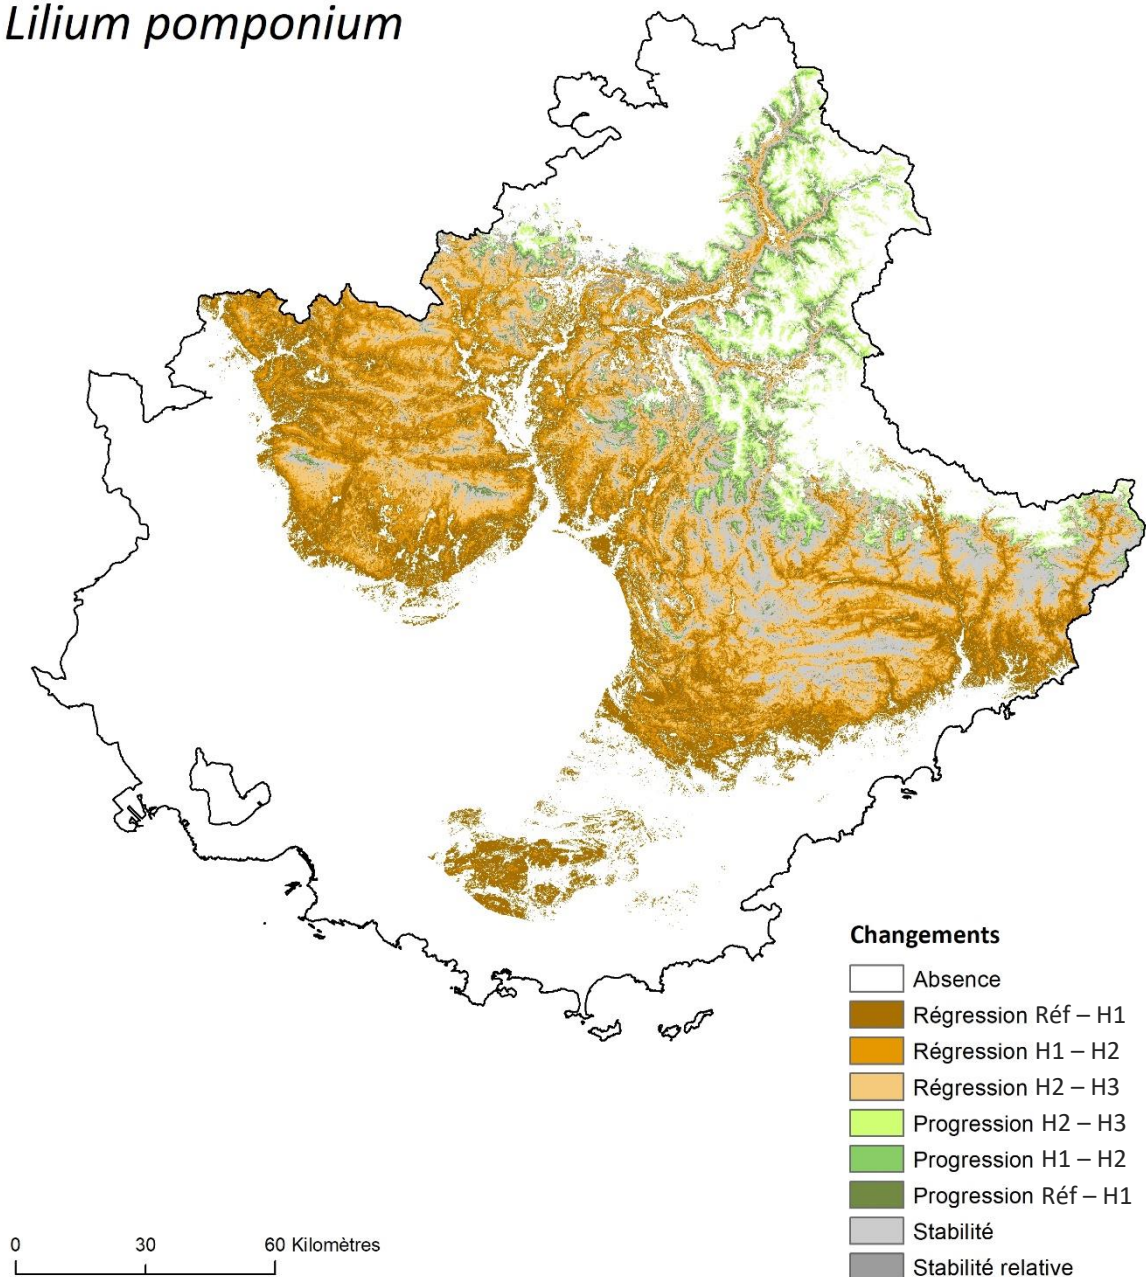 Lilium pomponium
Changements
Absence
Régression Réf – H1
Régression H1 – H2
Régression H2 – H3
Progression H2 – H3
Progression H1 – H2
Progression Réf – H1
Stabilité
Stabilité relative
0 30 60 Kilomètres